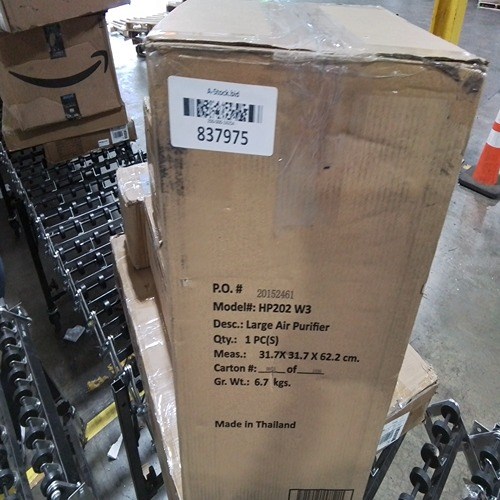 A-Stock.bid
837975
P.O. # 20152461
Model#: HP202 W3
Desc.: Large Air Purifier
Qty.: 1 PC(S)
Meas.: 31.7X 31.7 X 62.2 cm.
Carton #: of
Gr. Wt.: 6.7 kgs.
Made in Thailand